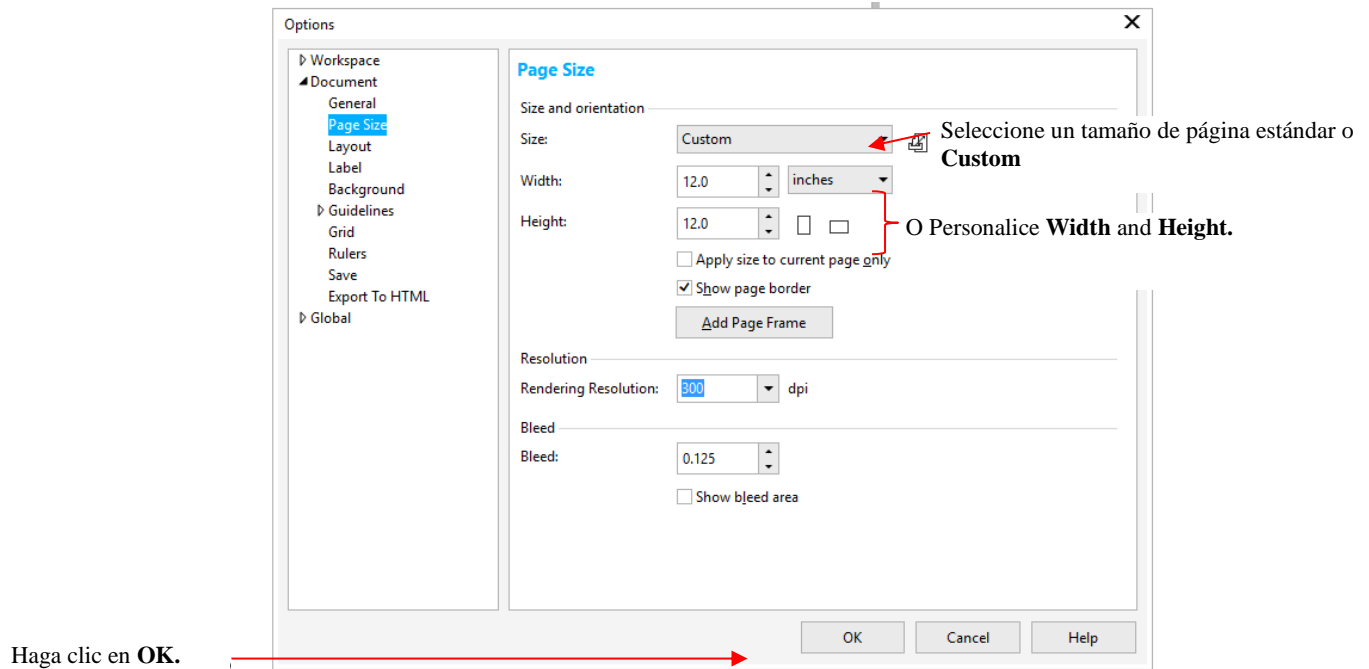 Options
Workspace
Document
General
Page Size
Layout
Label
Background
Guidelines
Grid
Rulers
Save
Export To HTML
Global
Page Size
Size and orientation
Size: Custom
Seleccione un tamaño de página estándar o
Custom
Width: 12.0 inches
Height: 12.0
O Personalice Width and Height.
Apply size to current page only
Show page border
Add Page Frame
Resolution
Rendering Resolution: 300 dpi
Bleed
Bleed: 0.125
Show bleed area
OK Cancel Help
Haga clic en OK.